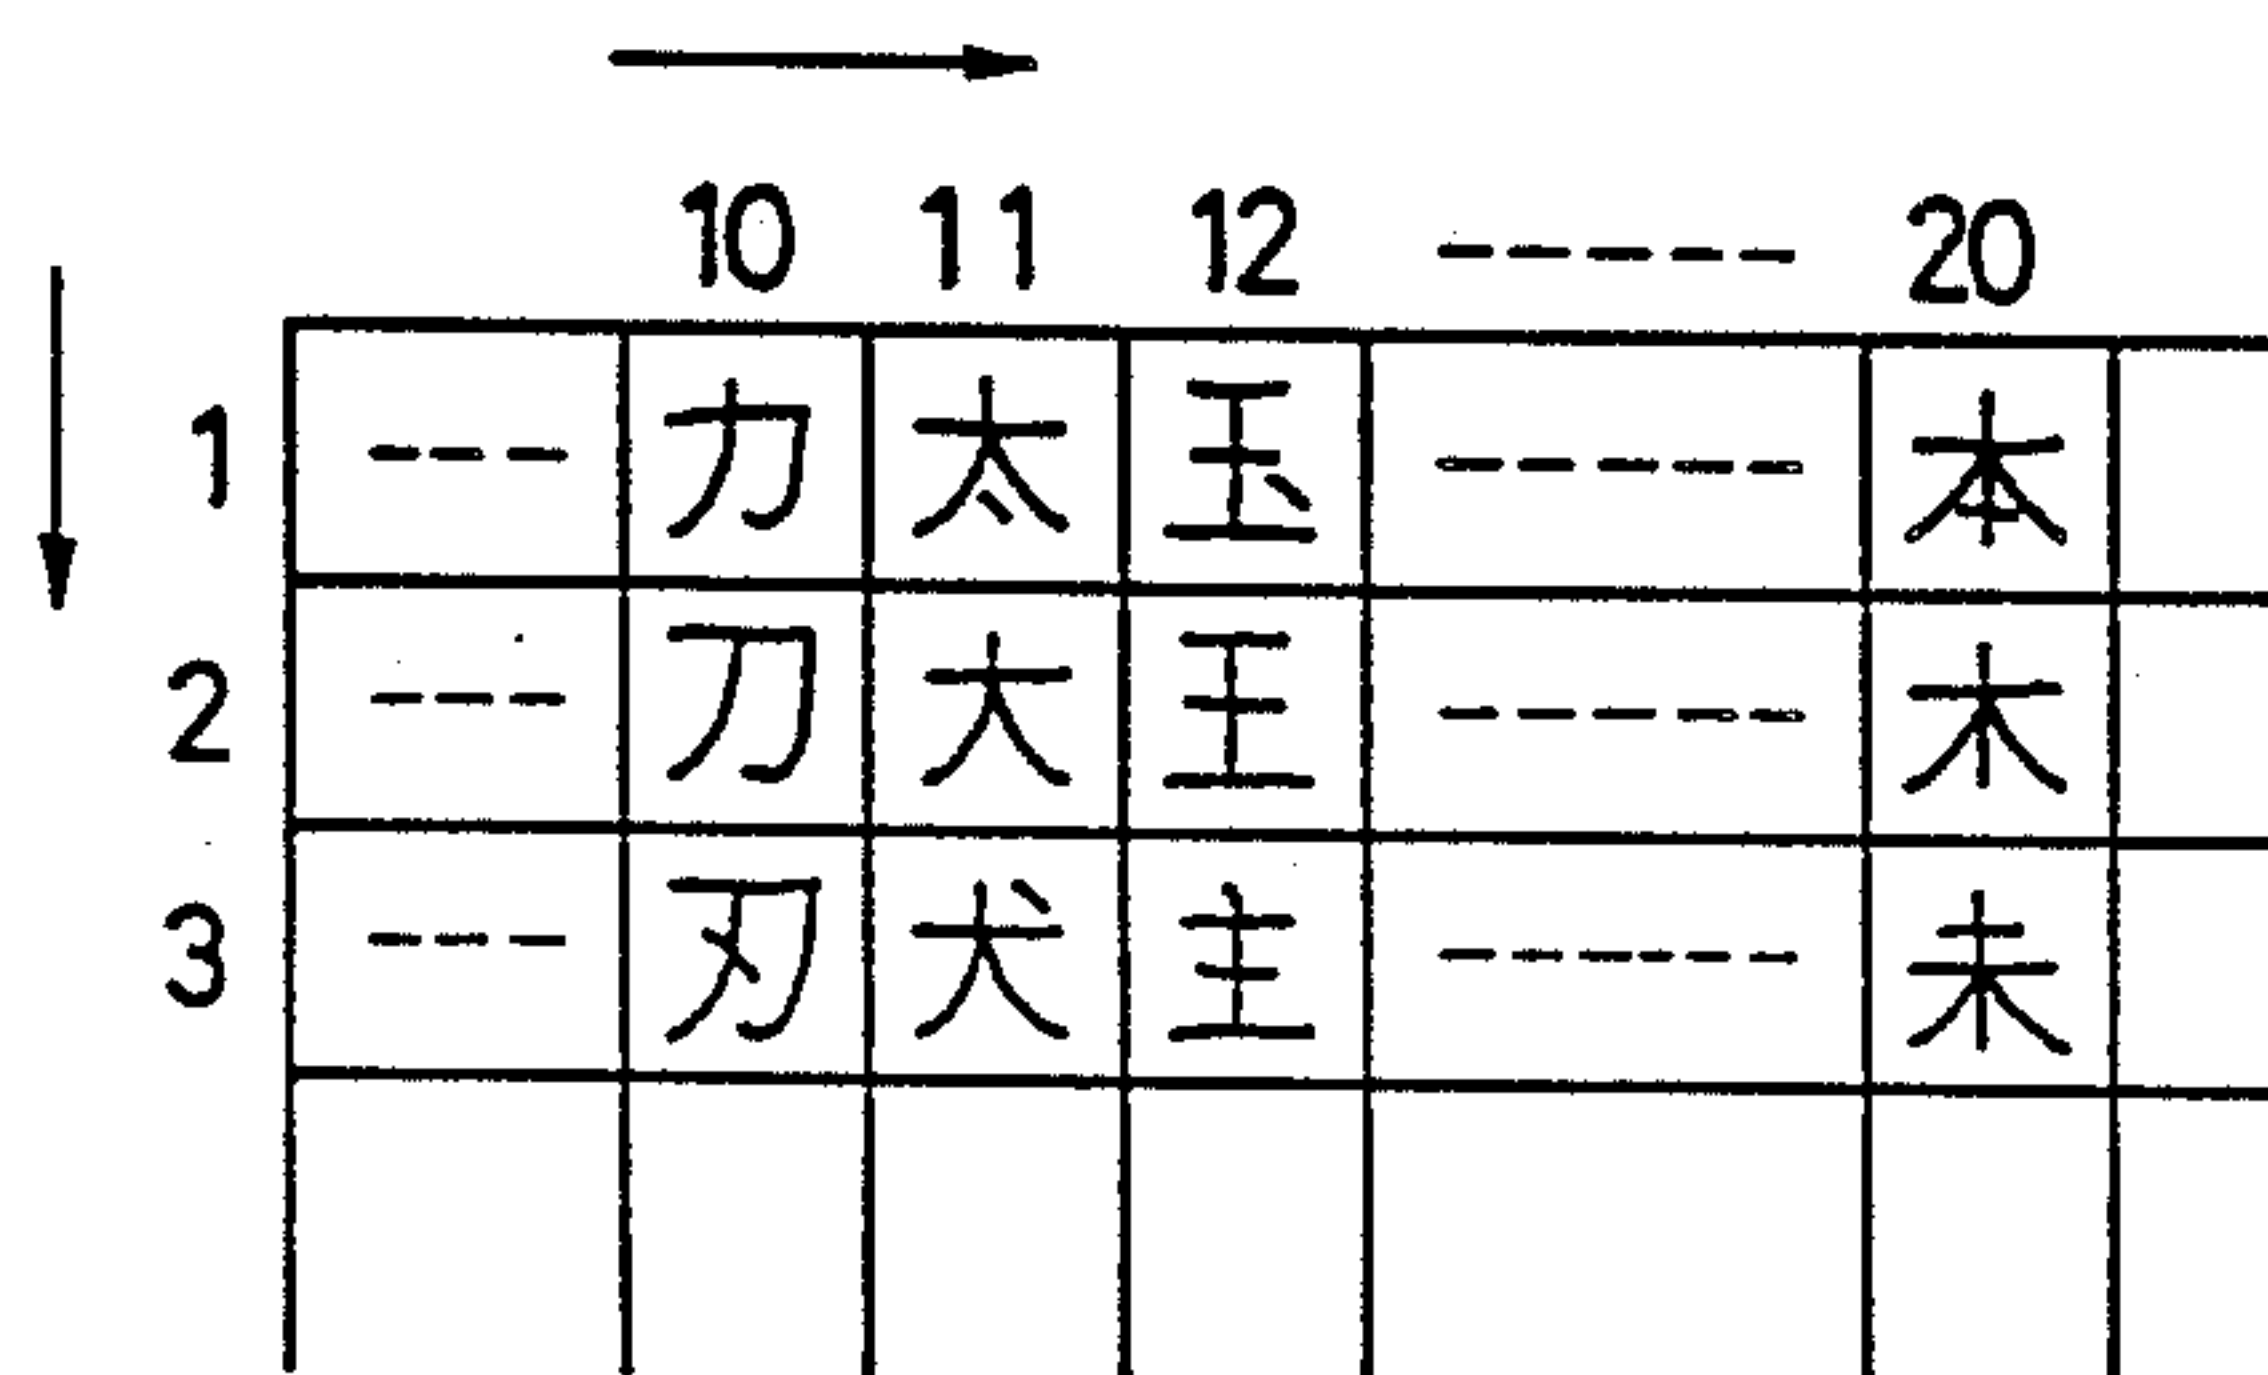 10 11 12 ----- 20
1 --- 力 太 玉 ----- 本
2 --- 刀 大 王 ----- 木
3 --- 刃 犬 主 ------ 未